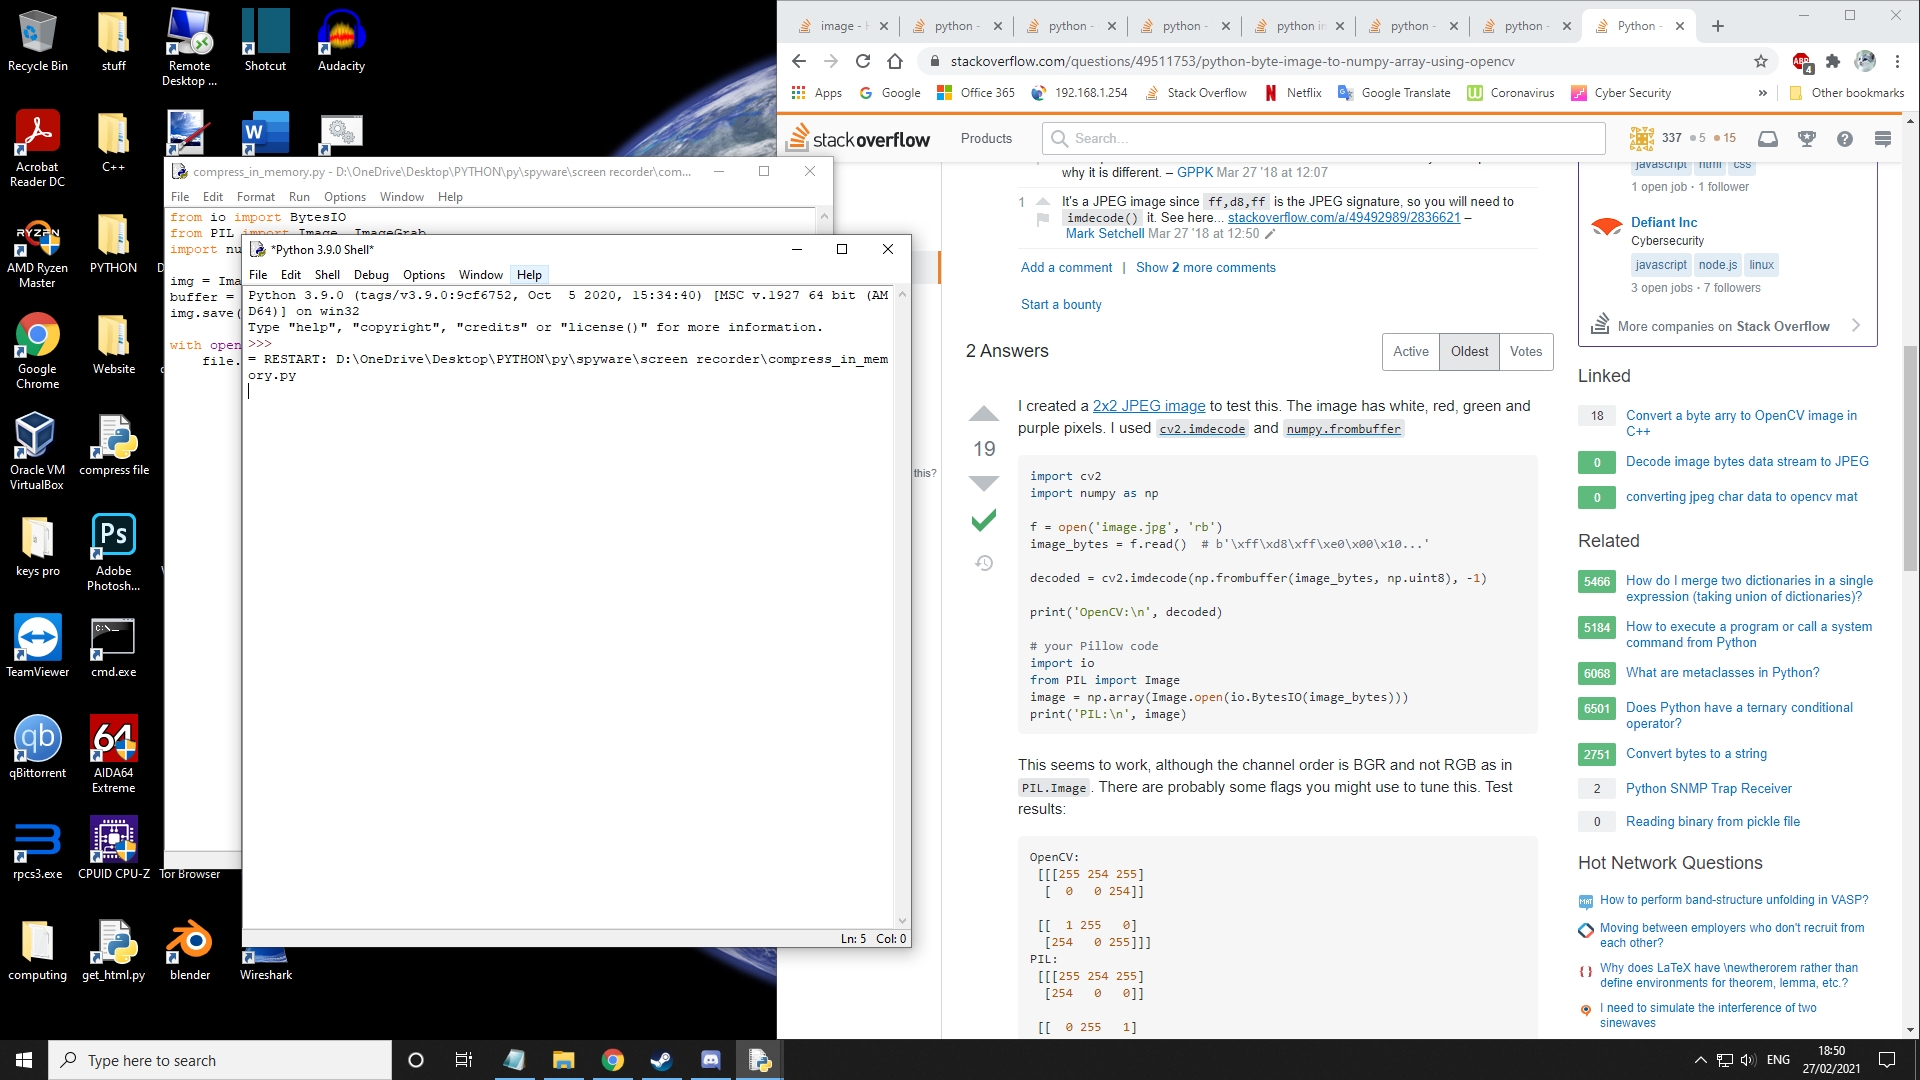 Recycle Bin
stuff
Remote
Desktop ...
Shotcut
Audacity
Acrobat
Reader DC
C++
AMD Ryzen
Master
PYTHON
Google
Chrome
Website
Oracle VM
VirtualBox
compress file
keys pro
Adobe
Photosh...
TeamViewer
cmd.exe
qBittorrent
AIDA64
Extreme
rpcs3.exe
CPUID CPU-Z
Tor Browser
computing
get_html.py
blender
Wireshark
compress_in_memory.py - D:\OneDrive\Desktop\PYTHON\py\spyware\screen recorder\com...
File Edit Format Run Options Window Help
from io import BytesIO
from PIL import Image, ImageGrab
import nu
img = Ima
buffer =
img.save(
with open
file.
*Python 3.9.0 Shell*
File Edit Shell Debug Options Window Help
Python 3.9.0 (tags/v3.9.0:9cf6752, Oct  5 2020, 15:34:40) [MSC v.1927 64 bit (AM
D64)] on win32
Type "help", "copyright", "credits" or "license()" for more information.
>>>
= RESTART: D:\OneDrive\Desktop\PYTHON\py\spyware\screen recorder\compress_in_mem
ory.py
Ln: 5 Col: 0
image - H
python -
python -
python -
python in
python -
python -
Python -
stackoverflow.com/questions/49511753/python-byte-image-to-numpy-array-using-opencv
ABP
4
Apps Google Office 365 192.168.1.254 Stack Overflow Netflix Google Translate Coronavirus Cyber Security » Other bookmarks
stackoverflow Products Search... 337 5 15
why it is different. – GPPK Mar 27 '18 at 12:07
1 It's a JPEG image since ff,d8,ff is the JPEG signature, so you will need to
imdecode() it. See here... stackoverflow.com/a/49492989/2836621 –
Mark Setchell Mar 27 '18 at 12:50
Add a comment | Show 2 more comments
Start a bounty
this?
2 Answers
Active Oldest Votes
19
I created a 2x2 JPEG image to test this. The image has white, red, green and
purple pixels. I used cv2.imdecode and numpy.frombuffer
import cv2
import numpy as np
f = open('image.jpg', 'rb')
image_bytes = f.read()  # b'\xff\xd8\xff\xe0\x00\x10...'
decoded = cv2.imdecode(np.frombuffer(image_bytes, np.uint8), -1)
print('OpenCV:\n', decoded)
# your Pillow code
import io
from PIL import Image
image = np.array(Image.open(io.BytesIO(image_bytes)))
print('PIL:\n', image)
This seems to work, although the channel order is BGR and not RGB as in
PIL.Image. There are probably some flags you might use to tune this. Test
results:
OpenCV:
[[[255 254 255]
[  0   0 254]]
[[  1 255   0]
[254   0 255]]]
PIL:
[[[255 254 255]
[254   0   0]]
[[  0 255   1]
javascript html css
1 open job • 1 follower
Defiant Inc
Cybersecurity
javascript node.js linux
3 open jobs • 7 followers
More companies on Stack Overflow
Linked
18 Convert a byte arry to OpenCV image in
C++
0 Decode image bytes data stream to JPEG
0 converting jpeg char data to opencv mat
Related
5466 How do I merge two dictionaries in a single
expression (taking union of dictionaries)?
5184 How to execute a program or call a system
command from Python
6068 What are metaclasses in Python?
6501 Does Python have a ternary conditional
operator?
2751 Convert bytes to a string
2 Python SNMP Trap Receiver
0 Reading binary from pickle file
Hot Network Questions
How to perform band-structure unfolding in VASP?
Moving between employers who don't recruit from
each other?
Why does LaTeX have \newtherorem rather than
define environments for theorem, lemma, etc.?
I need to simulate the interference of two
sinewaves
Type here to search
ENG
18:50
27/02/2021